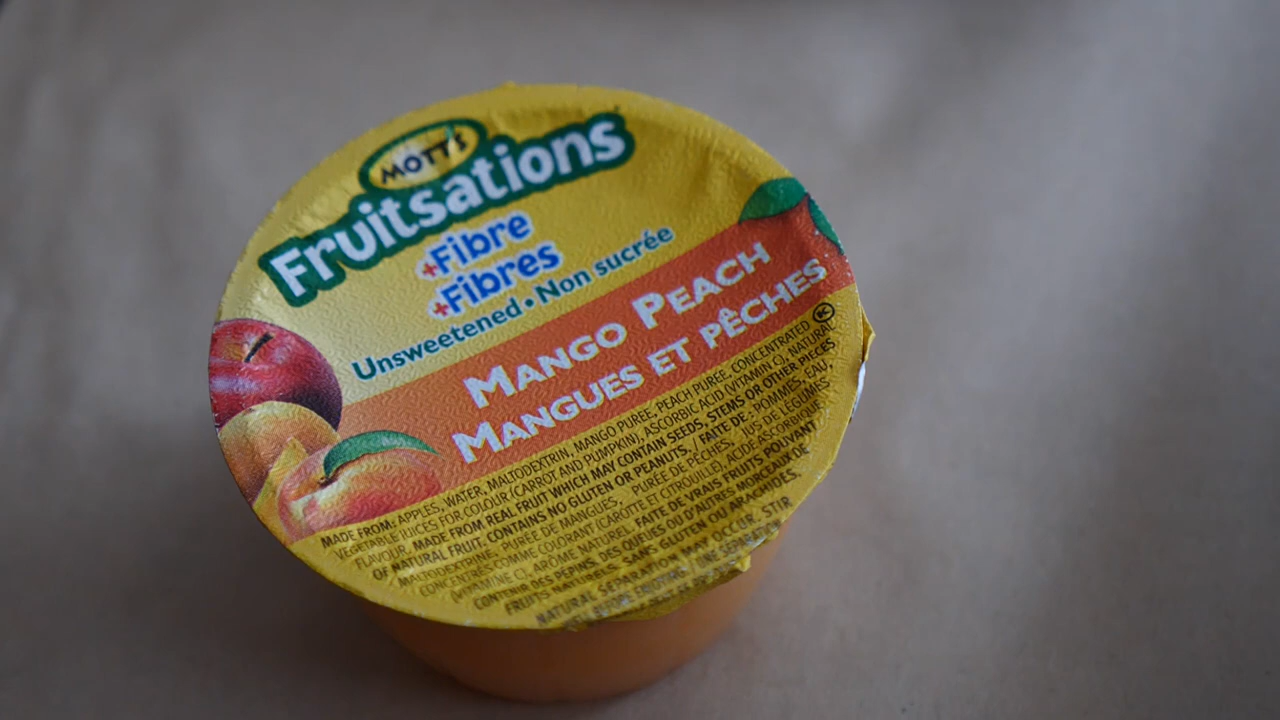 MOTT'S
Fruitsations
+Fibre
+Fibres
Unsweetened • Non sucrée
MANGO PEACH
MANGUES ET PÊCHES
K
MADE FROM: APPLES, WATER, MALTODEXTRIN, MANGO PUREE, PEACH PUREE, CONCENTRATED
VEGETABLE JUICES FOR COLOUR (CARROT AND PUMPKIN), ASCORBIC ACID (VITAMIN C), NATURAL
FLAVOUR. MADE FROM REAL FRUIT WHICH MAY CONTAIN SEEDS, STEMS OR OTHER PIECES
OF NATURAL FRUIT. CONTAINS NO GLUTEN OR PEANUTS. / FAITE DE: POMMES, EAU,
MALTODEXTRINE, PURÉE DE MANGUES, PURÉE DE PÊCHES, JUS DE LÉGUMES
CONCENTRÉS COMME COLORANT (CAROTTE ET CITROUILLE), ACIDE ASCORBIQUE
(VITAMINE C), ARÔME NATUREL. FAITE DE VRAIS FRUITS POUVANT
CONTENIR DES PÉPINS, DES QUEUES OU D'AUTRES MORCEAUX DE
FRUITS NATURELS. SANS GLUTEN OU ARACHIDES.
NATURAL SEPARATION MAY OCCUR. STIR